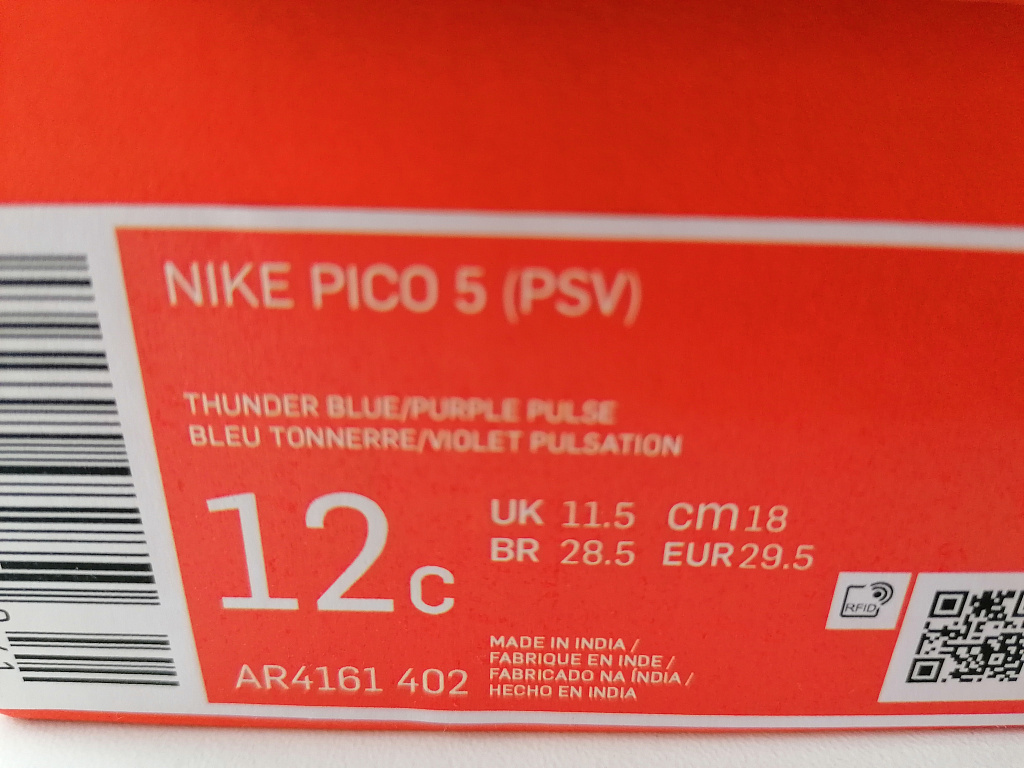 NIKE PICO 5 (PSV)
THUNDER BLUE/PURPLE PULSE
BLEU TONNERRE/VIOLET PULSATION
12c
UK 11.5 cm 18
BR 28.5 EUR 29.5
RFID
AR4161 402
MADE IN INDIA /
FABRIQUE EN INDE /
FABRICADO NA ÍNDIA /
HECHO EN INDIA